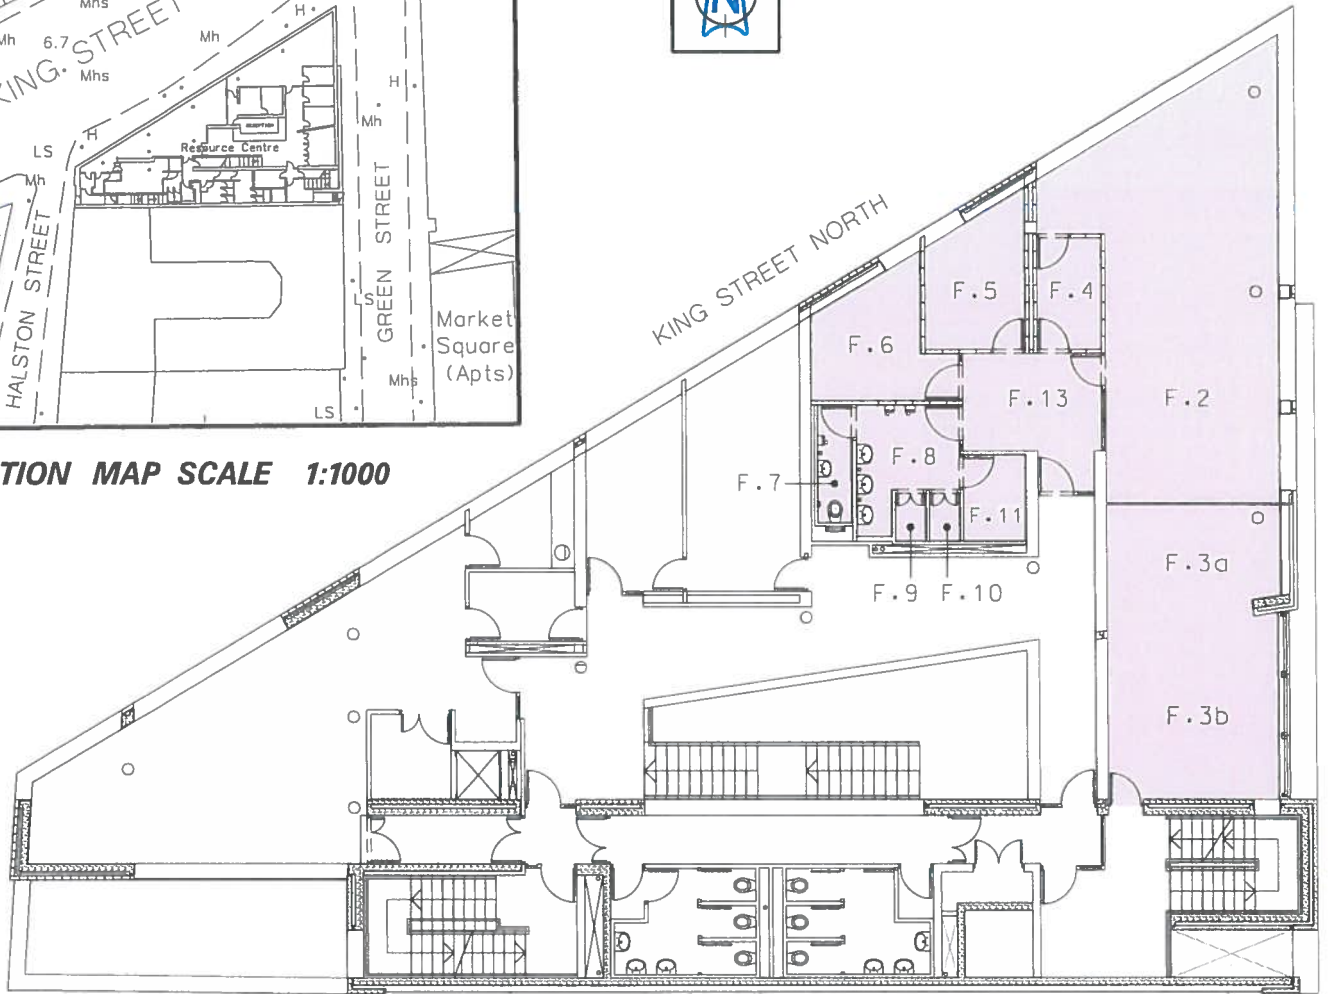 Mhs
H
Mh
6.7
Mh
KING STREET
Mhs
H
H
Mh
LS
Resource Centre
Mh
HALSTON STREET
GREEN STREET
LS
Market
Square
(Apts)
Mhs
LS
N
TION MAP SCALE 1:1000
KING STREET NORTH
F.5
F.4
F.6
F.13
F.2
F.8
F.7
F.11
F.3a
F.9
F.10
F.3b